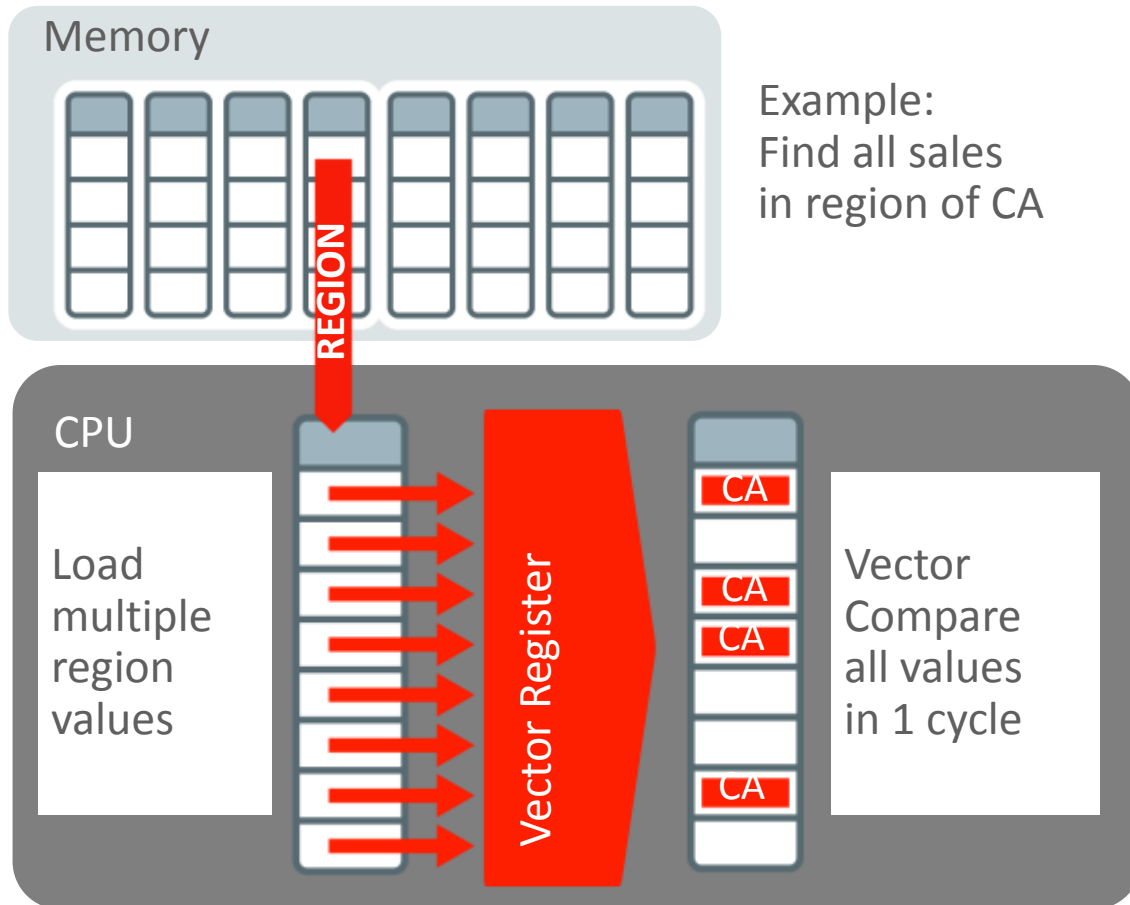 Memory
Example:
Find all sales
in region of CA
REGION
CPU
Load
multiple
region
values
Vector Register
CA
CA
CA
CA
Vector
Compare
all values
in 1 cycle